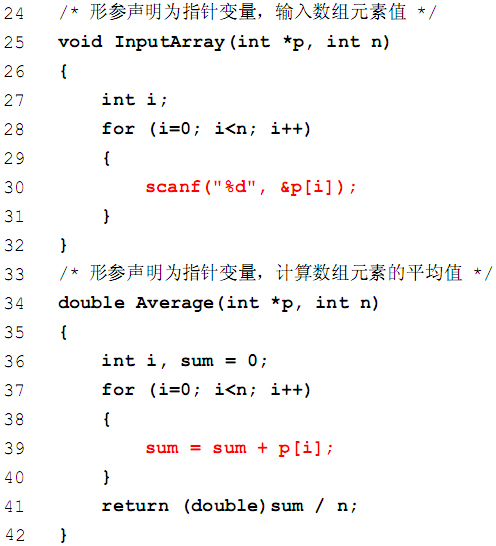 24 /* 形参声明为指针变量，输入数组元素值 */
25 void InputArray(int *p, int n)
26 {
27 int i;
28 for (i=0; i<n; i++)
29 {
30 scanf("%d", &p[i]);
31 }
32 }
33 /* 形参声明为指针变量，计算数组元素的平均值 */
34 double Average(int *p, int n)
35 {
36 int i, sum = 0;
37 for (i=0; i<n; i++)
38 {
39 sum = sum + p[i];
40 }
41 return (double)sum / n;
42 }